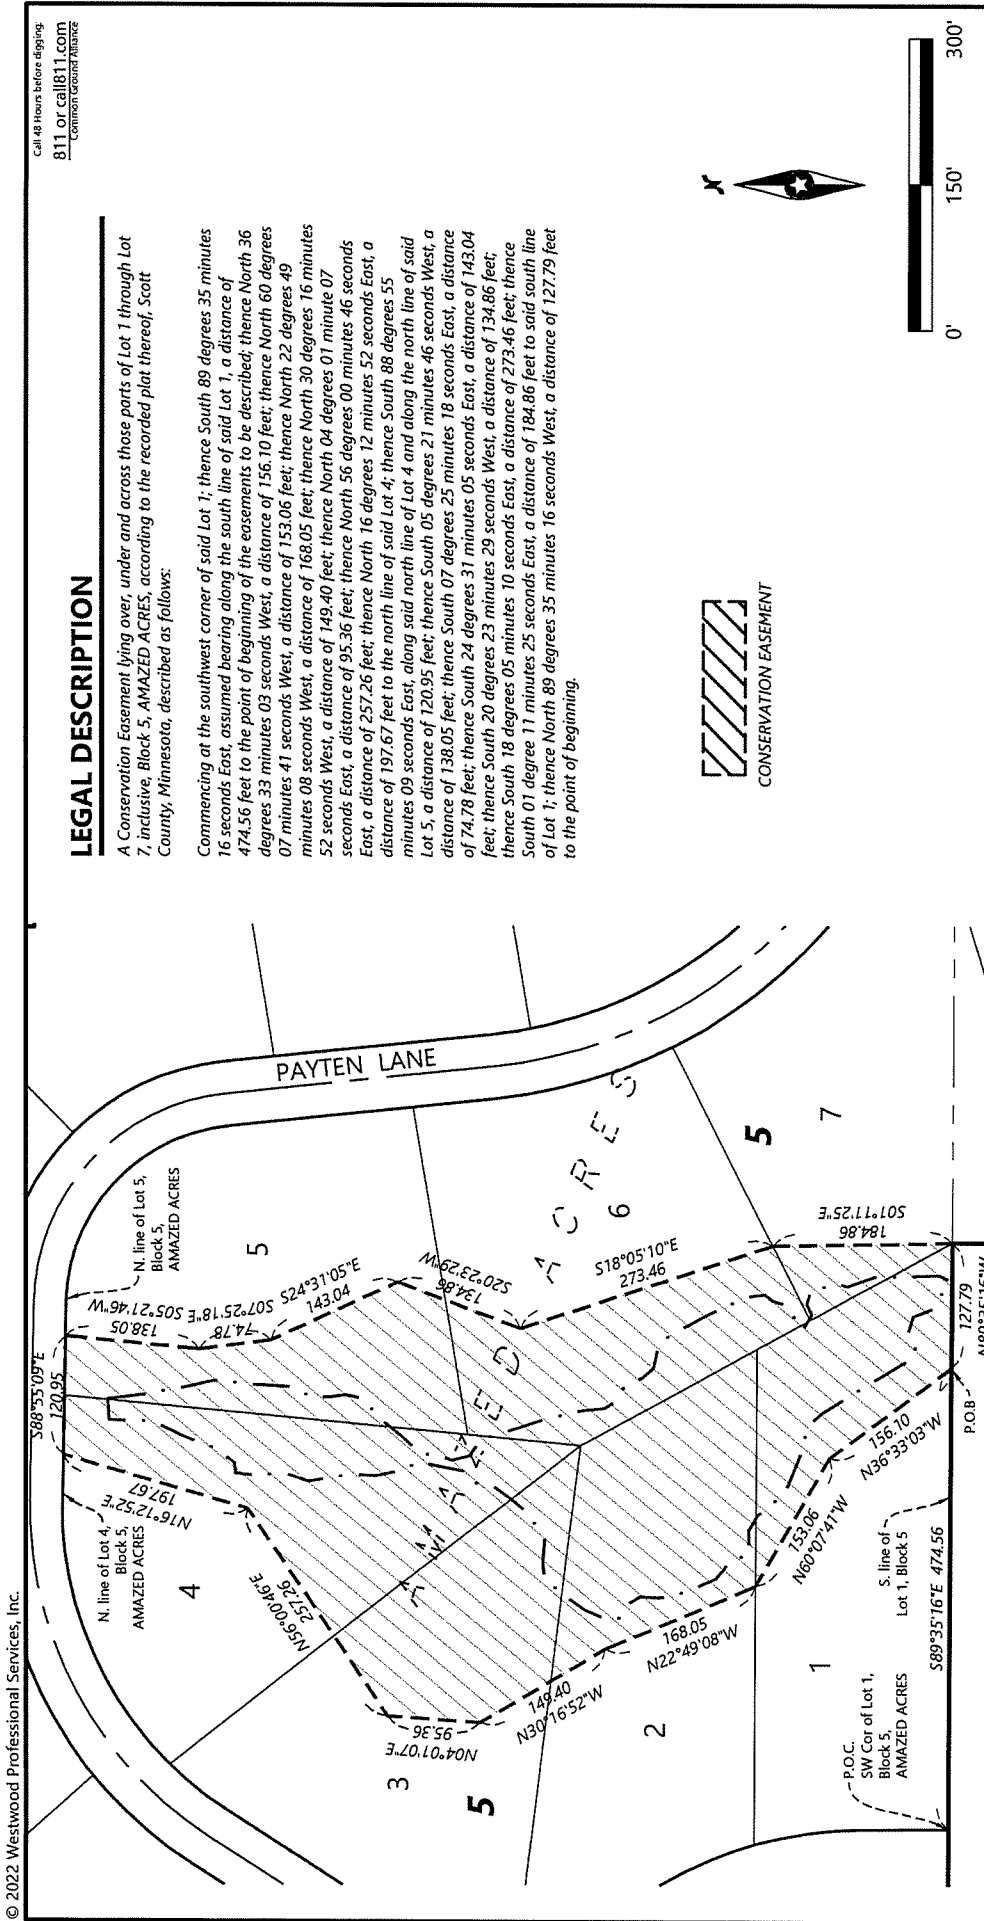 © 2022 Westwood Professional Services, Inc.
Call 48 Hours before digging:
811 or call811.com
Common Ground Alliance
LEGAL DESCRIPTION
A Conservation Easement lying over, under and across those parts of Lot 1 through Lot
7, inclusive, Block 5, AMAZED ACRES, according to the recorded plat thereof, Scott
County, Minnesota, described as follows:
Commencing at the southwest corner of said Lot 1; thence South 89 degrees 35 minutes
16 seconds East, assumed bearing along the south line of said Lot 1, a distance of
474.56 feet to the point of beginning of the easements to be described; thence North 36
degrees 33 minutes 03 seconds West, a distance of 156.10 feet; thence North 60 degrees
07 minutes 41 seconds West, a distance of 153.06 feet; thence North 22 degrees 49
minutes 08 seconds West, a distance of 168.05 feet; thence North 30 degrees 16 minutes
52 seconds West, a distance of 149.40 feet; thence North 04 degrees 01 minute 07
seconds East, a distance of 95.36 feet; thence North 56 degrees 00 minutes 46 seconds
East, a distance of 257.26 feet; thence North 16 degrees 12 minutes 52 seconds East, a
distance of 197.67 feet to the north line of said Lot 4; thence South 88 degrees 55
minutes 09 seconds East, along said north line of Lot 4 and along the north line of said
Lot 5, a distance of 120.95 feet; thence South 05 degrees 21 minutes 46 seconds West, a
distance of 138.05 feet; thence South 07 degrees 25 minutes 18 seconds East, a distance
of 74.78 feet; thence South 24 degrees 31 minutes 05 seconds East, a distance of 143.04
feet; thence South 20 degrees 23 minutes 29 seconds West, a distance of 134.86 feet;
thence South 18 degrees 05 minutes 10 seconds East, a distance of 273.46 feet; thence
South 01 degree 11 minutes 25 seconds East, a distance of 184.86 feet to said south line
of Lot 1; thence North 89 degrees 35 minutes 16 seconds West, a distance of 127.79 feet
to the point of beginning.
CONSERVATION EASEMENT
N
0'
150'
300'
PAYTEN LANE
AMAZED ACRES
N. line of Lot 4,
Block 5,
AMAZED ACRES
N. line of Lot 5,
Block 5,
AMAZED ACRES
S88°55'09"E
120.95
138.05
S05°21'46"W
74.78
S07°25'18"E
S24°31'05"E
143.04
134.86
S20°23'29"W
S18°05'10"E
273.46
184.86
S01°11'25"E
127.79
N89°35'16"W
N16°12'52"E
197.67
N56°00'46"E
257.26
N04°01'07"E
95.36
149.40
N30°16'52"W
168.05
N22°49'08"W
153.06
N60°07'41"W
156.10
N36°33'03"W
1
2
3
4
5
6
7
5
5
P.O.C.
SW Cor of Lot 1,
Block 5,
AMAZED ACRES
S. line of
Lot 1, Block 5
S89°35'16"E 474.56
P.O.B